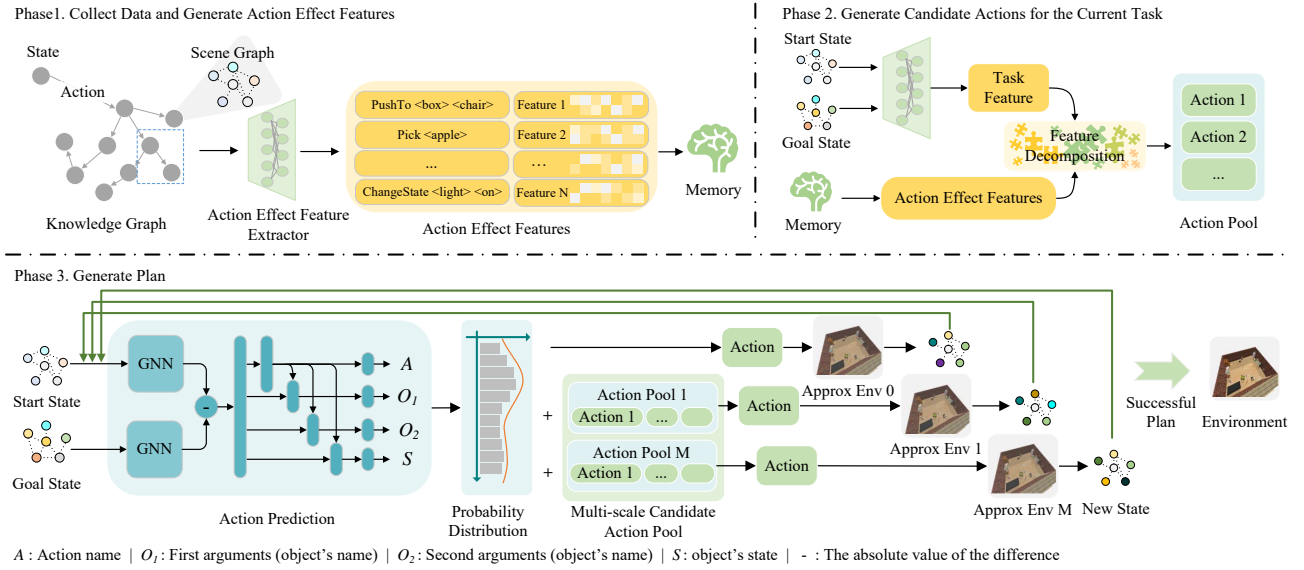 Phase1. Collect Data and Generate Action Effect Features
State
Action
Scene Graph
Knowledge Graph
Action Effect Feature
Extractor
PushTo <box> <chair>
Feature 1
Pick <apple>
Feature 2
...
...
ChangeState <light> <on>
Feature N
Action Effect Features
Memory
Phase 2. Generate Candidate Actions for the Current Task
Start State
Goal State
Task
Feature
Feature
Decomposition
Memory
Action Effect Features
Action 1
Action 2
...
Action Pool
Phase 3. Generate Plan
Start State
Goal State
GNN
GNN
-
A
O1
O2
S
Action Prediction
Probability
Distribution
+
+
Action Pool 1
Action 1
...
Action Pool M
Action 1
...
Multi-scale Candidate
Action Pool
Action
Action
Action
Approx Env 0
Approx Env 1
Approx Env M
New State
Successful
Plan
Environment
A : Action name | O1 : First arguments (object's name) | O2 : Second arguments (object's name) | S : object's state | - : The absolute value of the difference